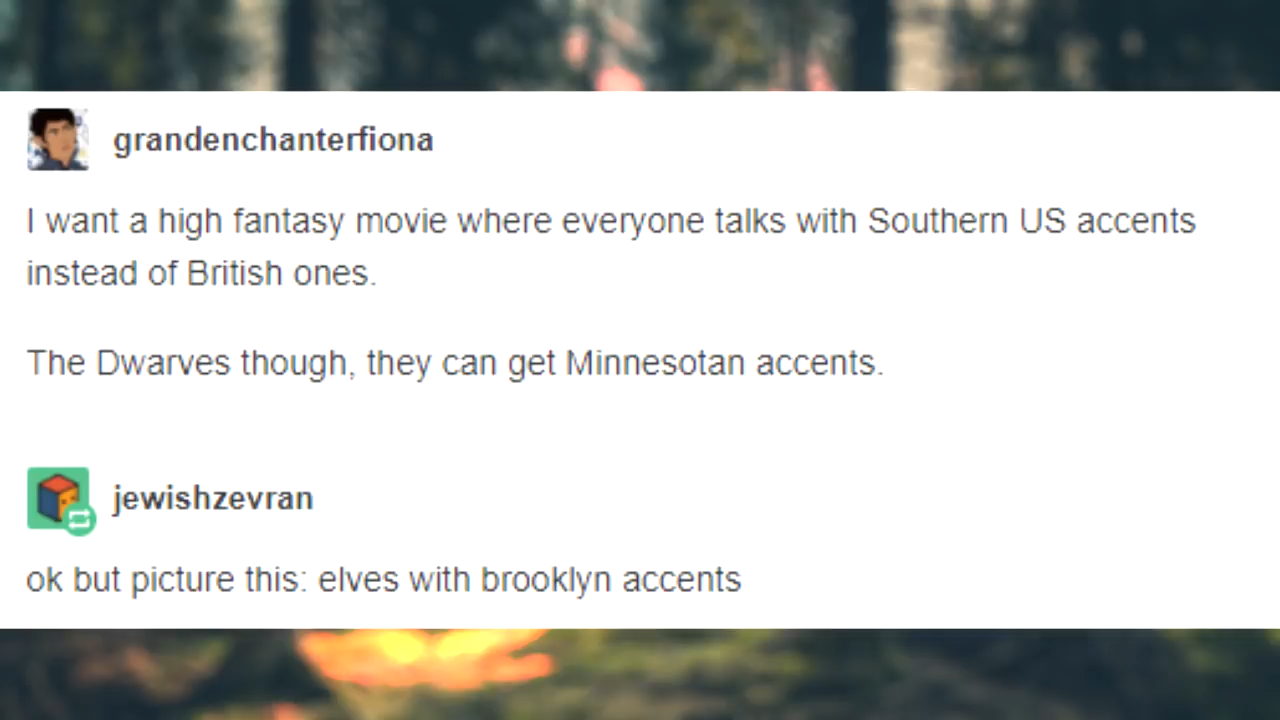 grandenchanterfiona
I want a high fantasy movie where everyone talks with Southern US accents
instead of British ones.
The Dwarves though, they can get Minnesotan accents.
jewishzevran
ok but picture this: elves with brooklyn accents